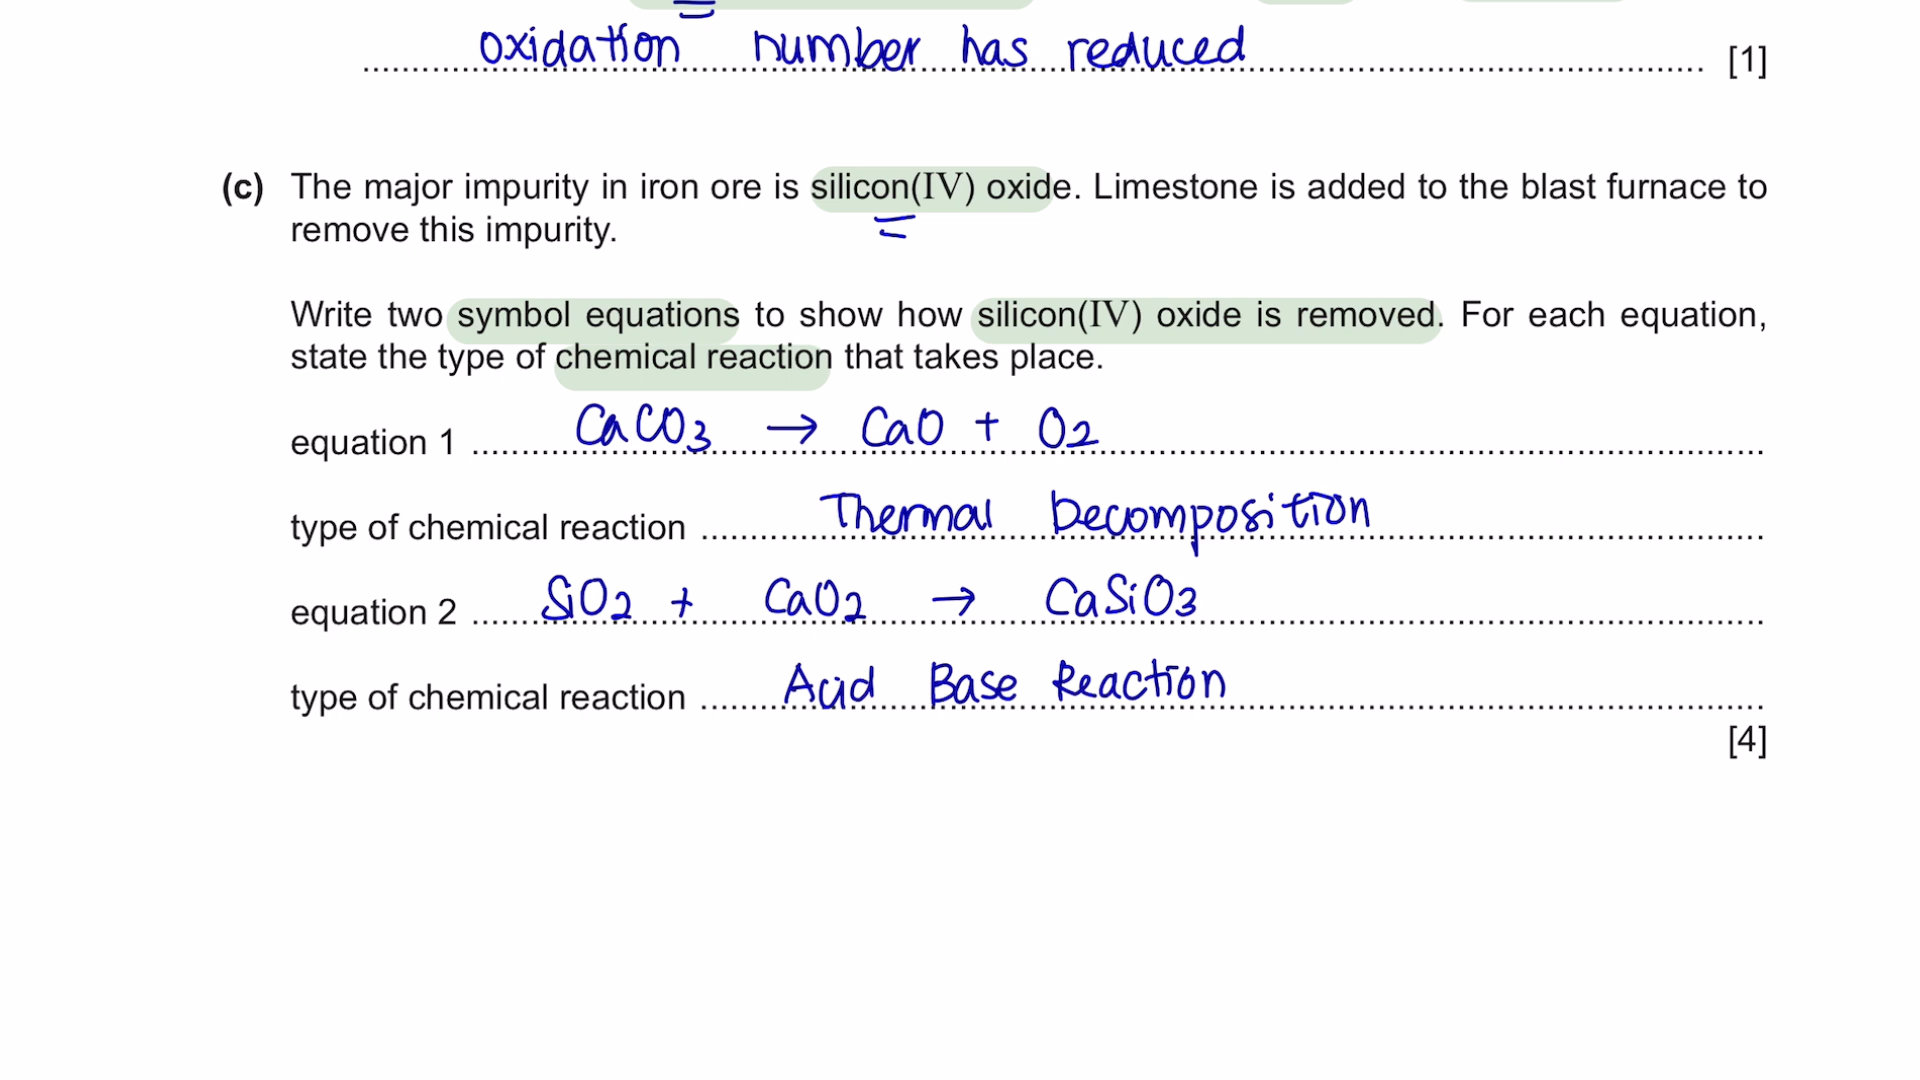 oxidation number has reduced [1]
(c) The major impurity in iron ore is silicon(IV) oxide. Limestone is added to the blast furnace to
remove this impurity.
Write two symbol equations to show how silicon(IV) oxide is removed. For each equation,
state the type of chemical reaction that takes place.
equation 1 CaCO3 → CaO + O2
type of chemical reaction Thermal Decomposition
equation 2 SiO2 + CaO2 → CaSiO3
type of chemical reaction Acid Base Reaction
[4]